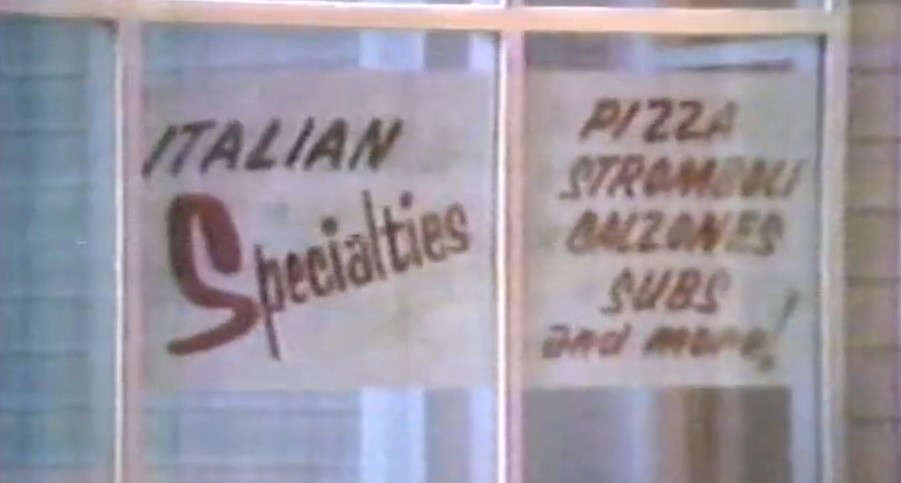 ITALIAN
Specialties
PIZZA
STROMBOLI
CALZONES
SUBS
and more!